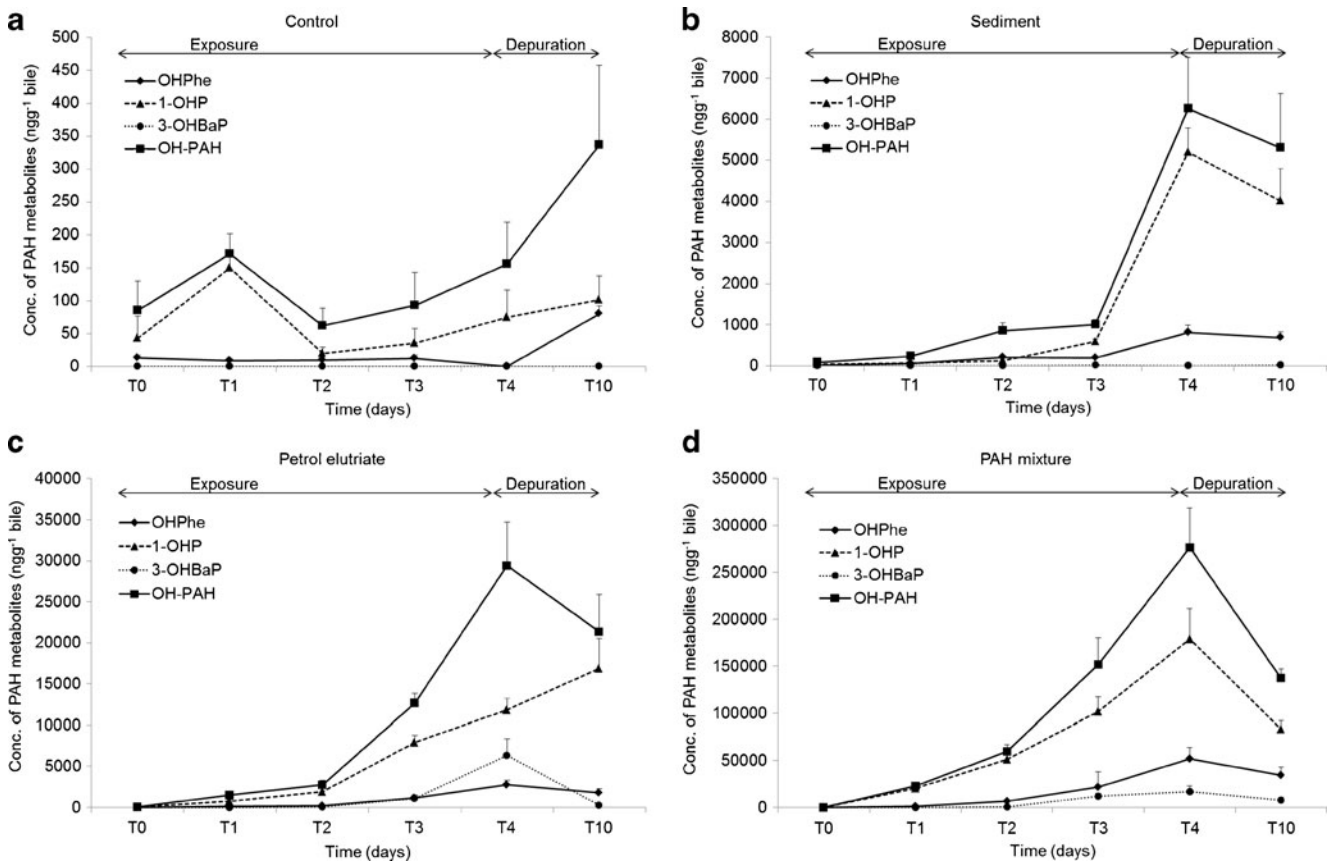 a
Control
Exposure
Depuration
OHPhe
1-OHP
3-OHBaP
OH-PAH
Conc. of PAH metabolites (ngg⁻¹ bile)
500
450
400
350
300
250
200
150
100
50
0
T0 T1 T2 T3 T4 T10
Time (days)
b
Sediment
Exposure
Depuration
OHPhe
1-OHP
3-OHBaP
OH-PAH
Conc. of PAH metabolites (ngg⁻¹ bile)
8000
7000
6000
5000
4000
3000
2000
1000
0
T0 T1 T2 T3 T4 T10
Time (days)
c
Petrol elutriate
Exposure
Depuration
OHPhe
1-OHP
3-OHBaP
OH-PAH
Conc. of PAH metabolites (ngg⁻¹ bile)
40000
35000
30000
25000
20000
15000
10000
5000
0
T0 T1 T2 T3 T4 T10
Time (days)
d
PAH mixture
Exposure
Depuration
OHPhe
1-OHP
3-OHBaP
OH-PAH
Conc. of PAH metabolites (ngg⁻¹ bile)
350000
300000
250000
200000
150000
100000
50000
0
T0 T1 T2 T3 T4 T10
Time (days)